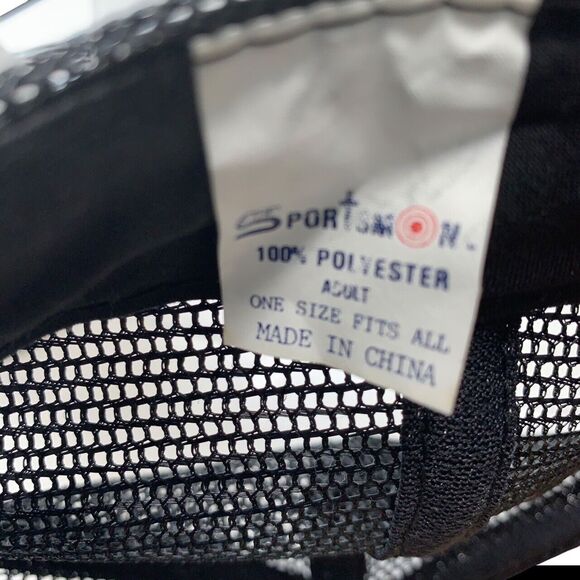 SPORTSMAN
100% POLYESTER
ADULT
ONE SIZE FITS ALL
MADE IN CHINA